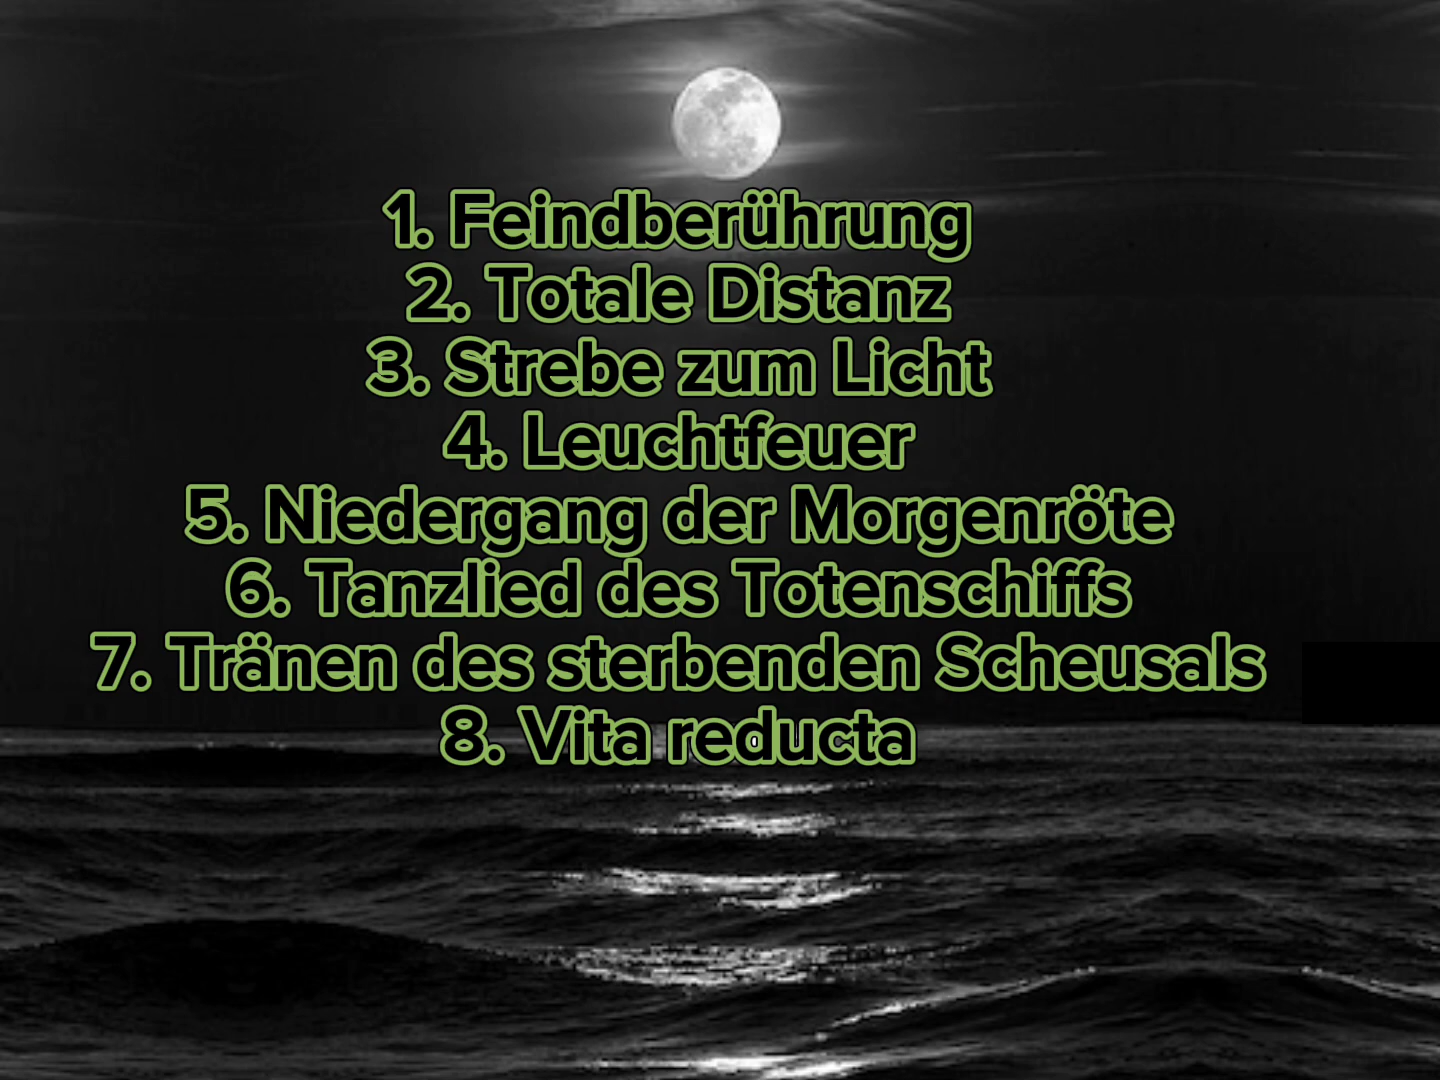 1. Feindberührung
2. Totale Distanz
3. Strebe zum Licht
4. Leuchtfeuer
5. Niedergang der Morgenröte
6. Tanzlied des Totenschiffs
7. Tränen des sterbenden Scheusals
8. Vita reducta